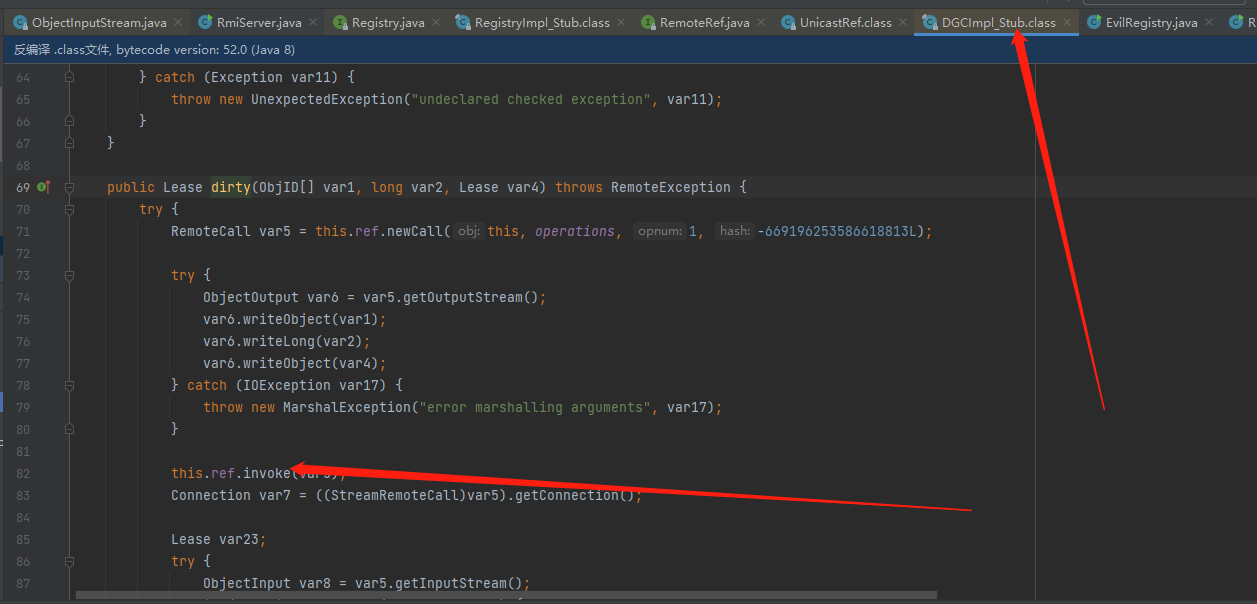 ObjectInputStream.java RmiServer.java Registry.java RegistryImpl_Stub.class RemoteRef.java UnicastRef.class DGCImpl_Stub.class EvilRegistry.java R
反编译 .class文件, bytecode version: 52.0 (Java 8)
64 } catch (Exception var11) {
65 throw new UnexpectedException("undeclared checked exception", var11);
66 }
67 }
68
69 public Lease dirty(ObjID[] var1, long var2, Lease var4) throws RemoteException {
70 try {
71 RemoteCall var5 = this.ref.newCall( obj: this, operations, opnum: 1, hash: -669196253586618813L);
72
73 try {
74 ObjectOutput var6 = var5.getOutputStream();
75 var6.writeObject(var1);
76 var6.writeLong(var2);
77 var6.writeObject(var4);
78 } catch (IOException var17) {
79 throw new MarshalException("error marshalling arguments", var17);
80 }
81
82 this.ref.invoke(var5);
83 Connection var7 = ((StreamRemoteCall)var5).getConnection();
84
85 Lease var23;
86 try {
87 ObjectInput var8 = var5.getInputStream();